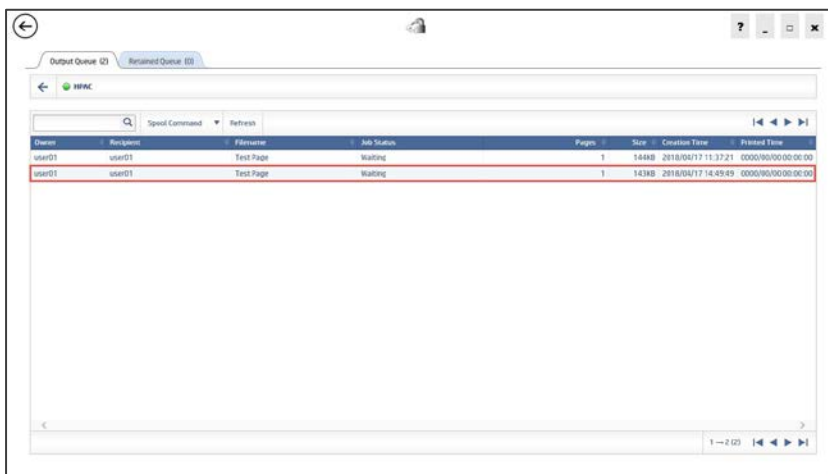 ?
Output Queue (2) Retained Queue (0)
HPAC
Spool Command Refresh
Owner Recipient Filename Job Status Pages Size Creation Time Printed Time
user01 user01 Test Page Waiting 1 144kB 2018/04/17 11:37:21 0000/00/00 00:00:00
user01 user01 Test Page Waiting 1 143kB 2018/04/17 14:49:49 0000/00/00 00:00:00
1 → 2 (2)